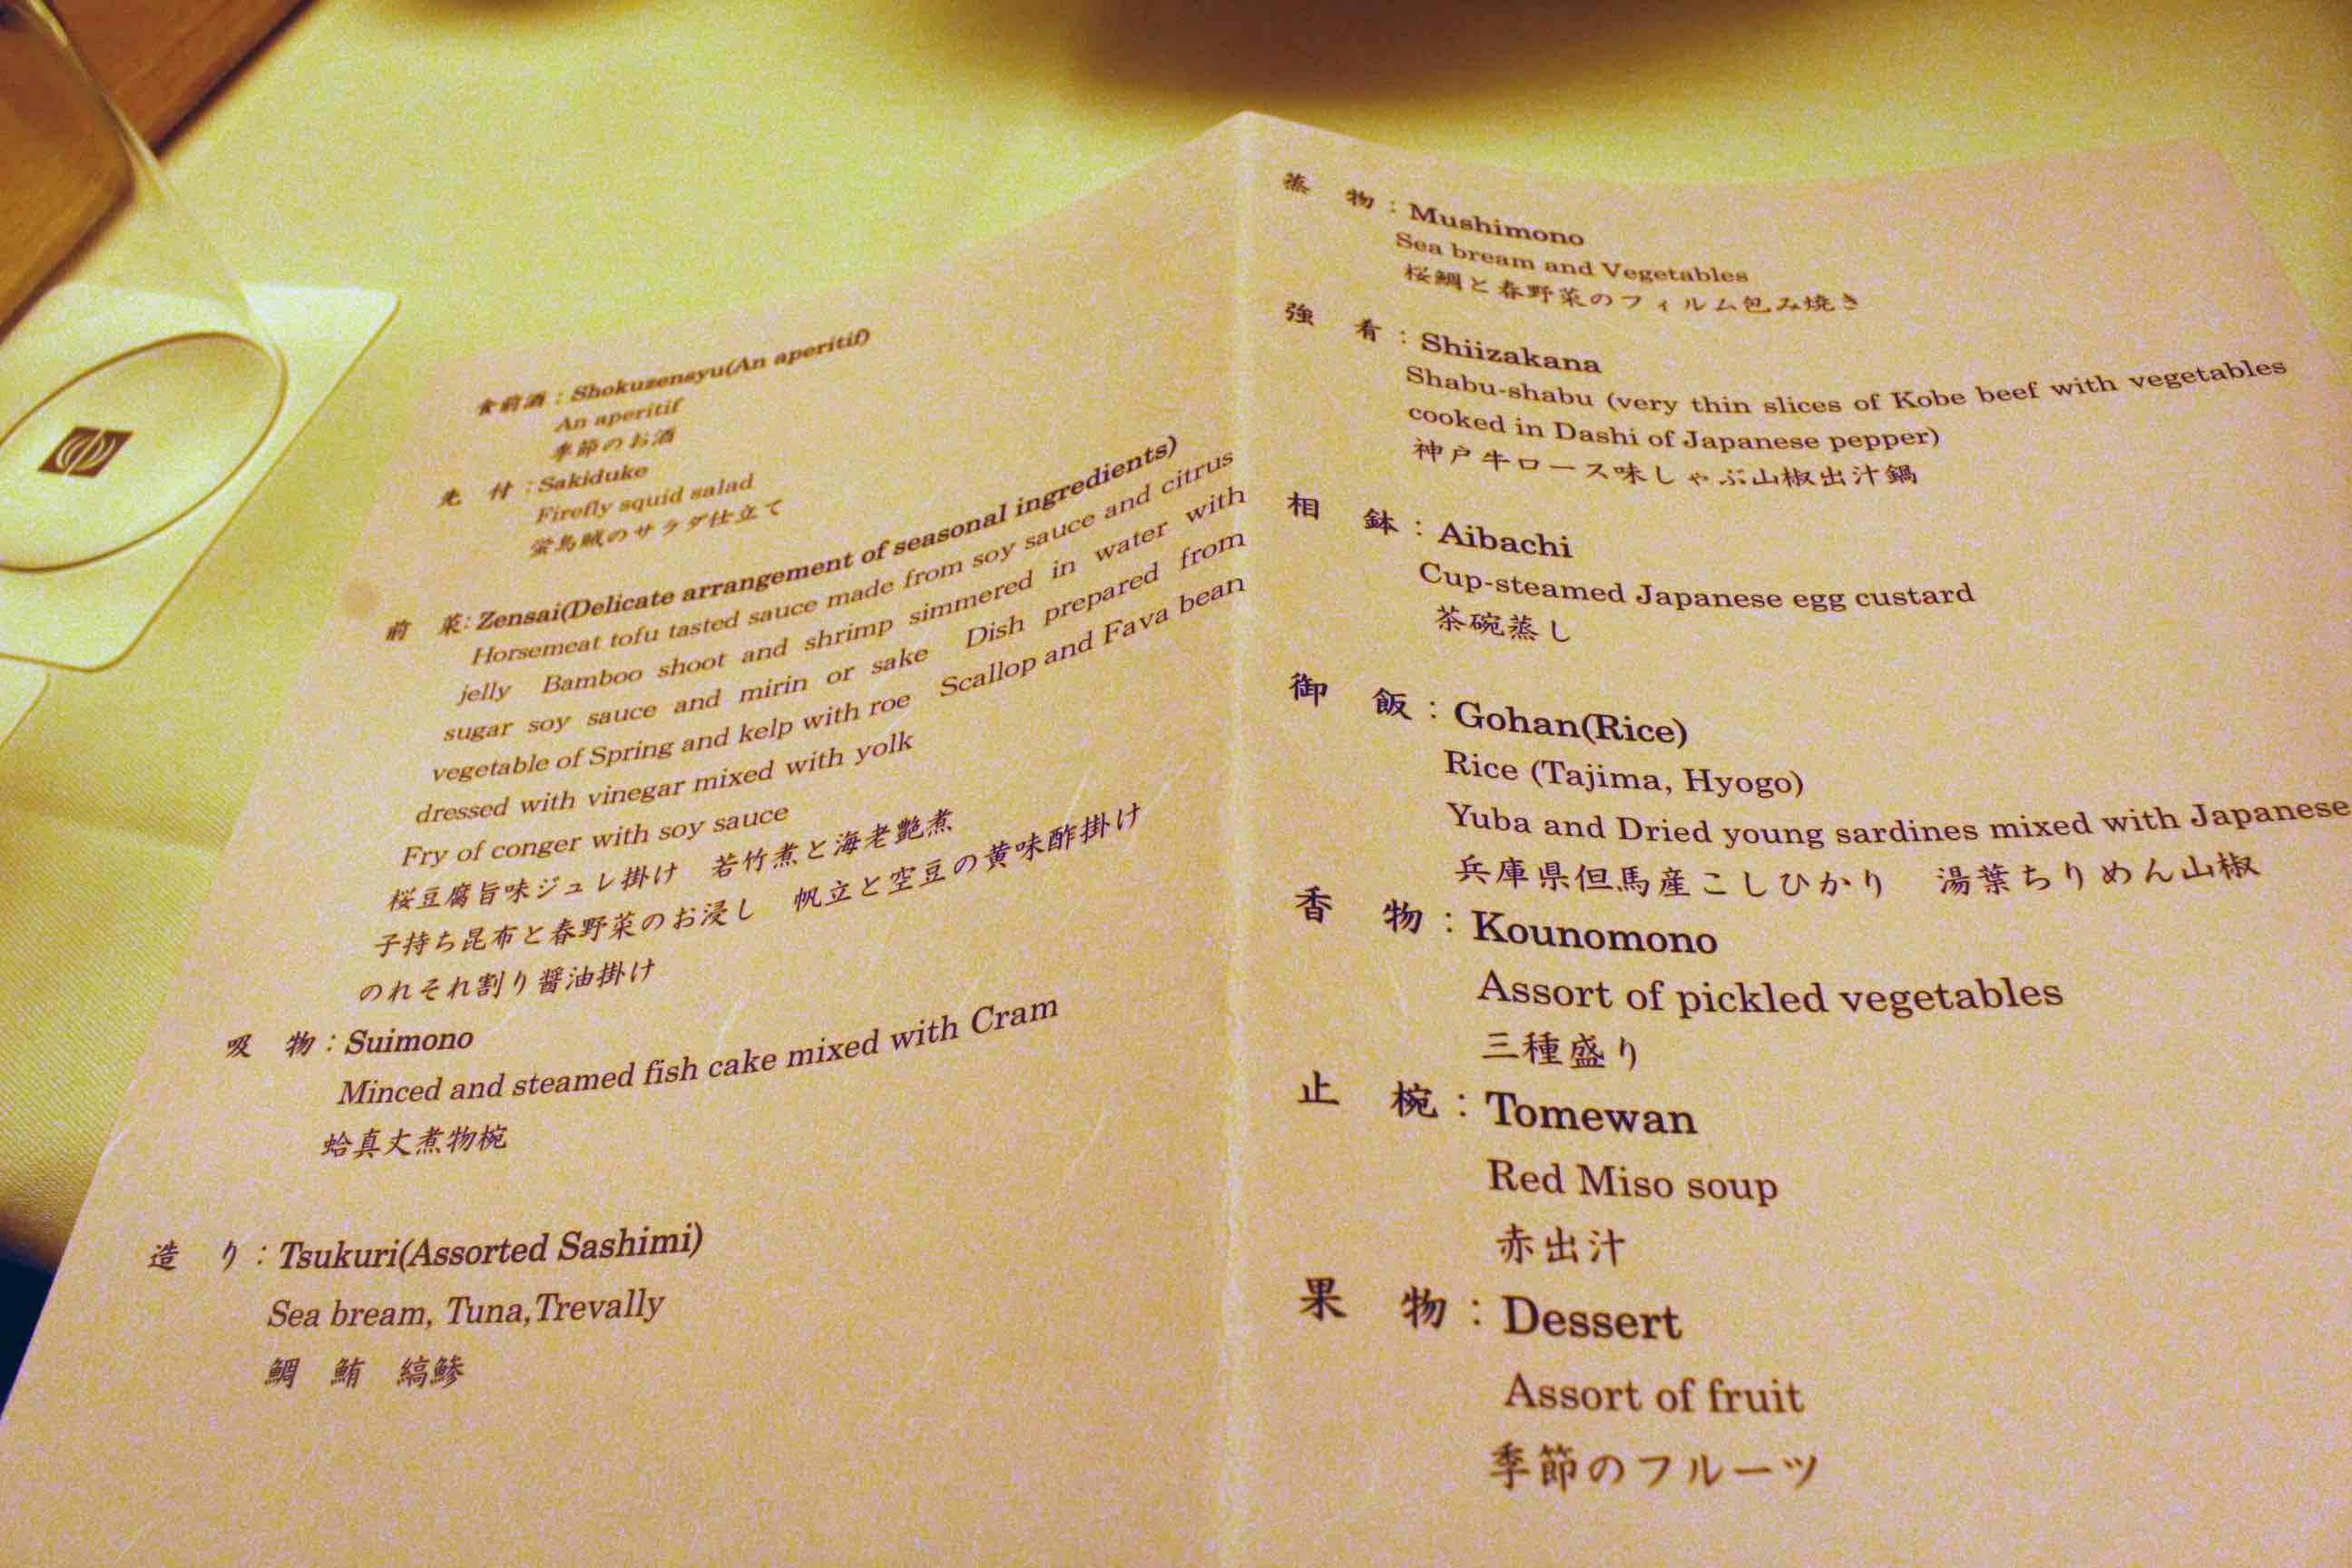 食前酒:Shokuzensyu(An aperitif)
An aperitif
季節のお酒
先 付:Sakiduke
Firefly squid salad
蛍烏賊のサラダ仕立て
前 菜:Zensai(Delicate arrangement of seasonal ingredients)
Horsemeat tofu tasted sauce made from soy sauce and citrus
jelly Bamboo shoot and shrimp simmered in water with
sugar soy sauce and mirin or sake Dish prepared from
vegetable of Spring and kelp with roe Scallop and Fava bean
dressed with vinegar mixed with yolk
Fry of conger with soy sauce
桜豆腐旨味ジュレ掛け 若竹煮と海老艶煮
子持ち昆布と春野菜のお浸し 帆立と空豆の黄味酢掛け
のれそれ割り醤油掛け
吸 物:Suimono
Minced and steamed fish cake mixed with Cram
蛤真丈煮物椀
造 り:Tsukuri(Assorted Sashimi)
Sea bream, Tuna,Trevally
鯛 鮪 縞鯵
蒸 物:Mushimono
Sea bream and Vegetables
桜鯛と春野菜のフィルム包み焼き
強 肴:Shiizakana
Shabu-shabu (very thin slices of Kobe beef with vegetables
cooked in Dashi of Japanese pepper)
神戸牛ロース味しゃぶ山椒出汁鍋
相 鉢:Aibachi
Cup-steamed Japanese egg custard
茶碗蒸し
御 飯:Gohan(Rice)
Rice (Tajima, Hyogo)
Yuba and Dried young sardines mixed with Japanese
兵庫県但馬産こしひかり 湯葉ちりめん山椒
香 物:Kounomono
Assort of pickled vegetables
三種盛り
止 椀:Tomewan
Red Miso soup
赤出汁
果 物:Dessert
Assort of fruit
季節のフルーツ